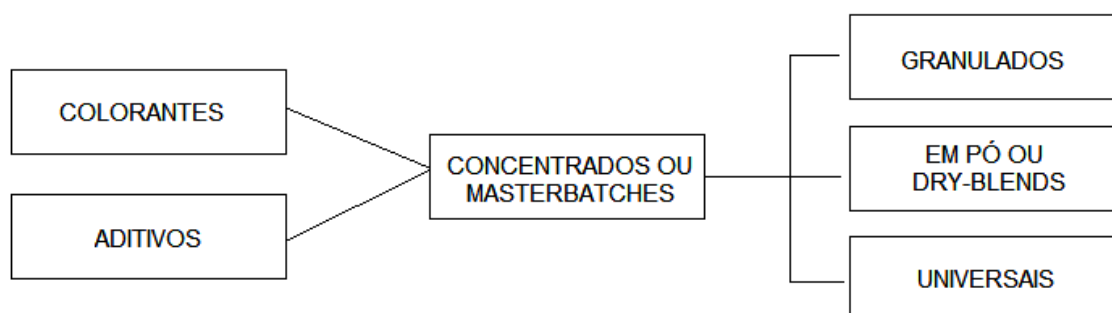 COLORANTES
ADITIVOS
CONCENTRADOS OU
MASTERBATCHES
GRANULADOS
EM PÓ OU
DRY-BLENDS
UNIVERSAIS